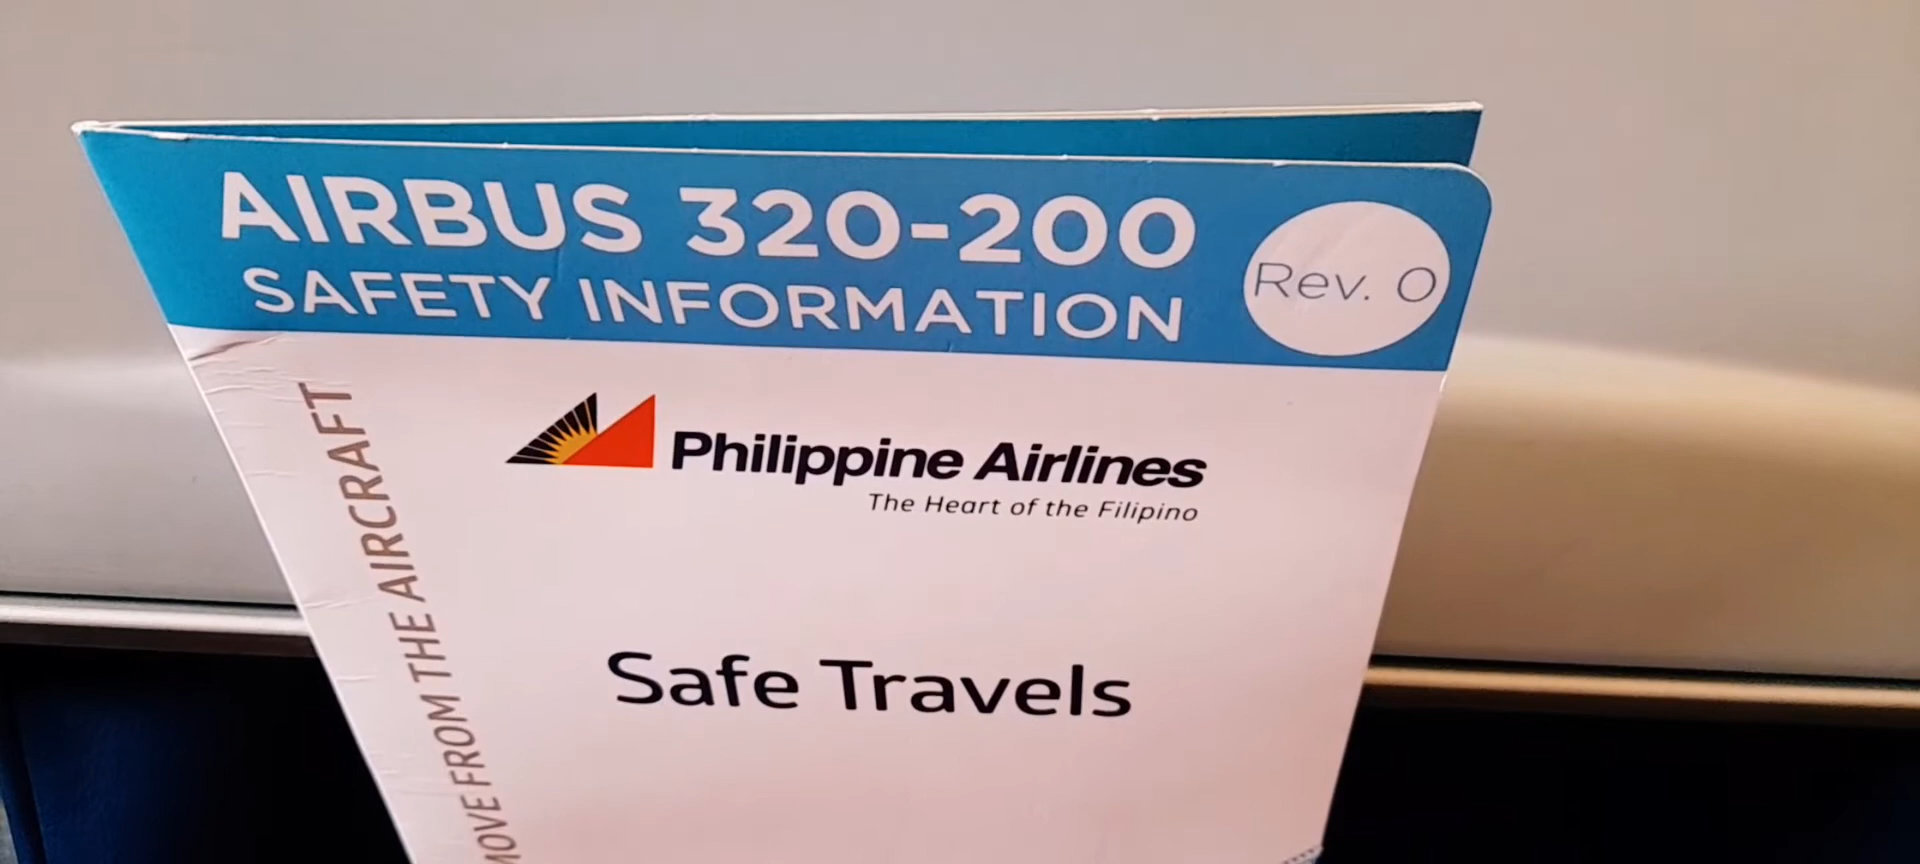 AIRBUS 320-200
SAFETY INFORMATION
Rev. 0
Philippine Airlines
The Heart of the Filipino
Safe Travels
FROM THE AIRCRAFT